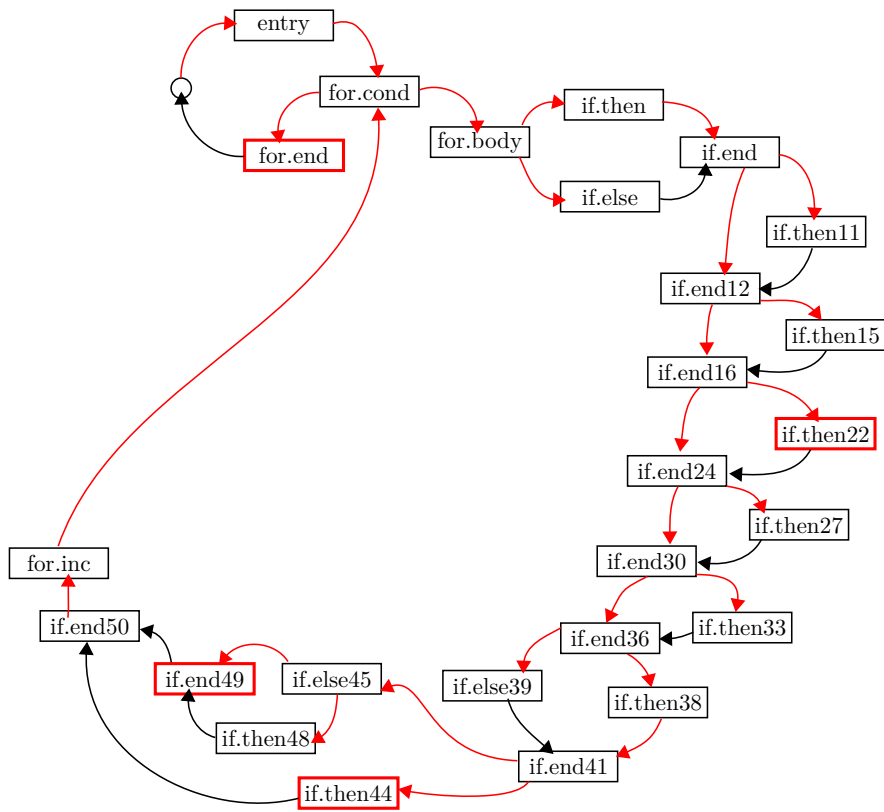 entry
for.cond
for.end
for.body
if.then
if.end
if.else
if.then11
if.end12
if.then15
if.end16
if.then22
if.end24
if.then27
if.end30
if.then33
if.end36
if.else39
if.then38
if.end41
if.then44
if.else45
if.then48
if.end49
if.end50
for.inc